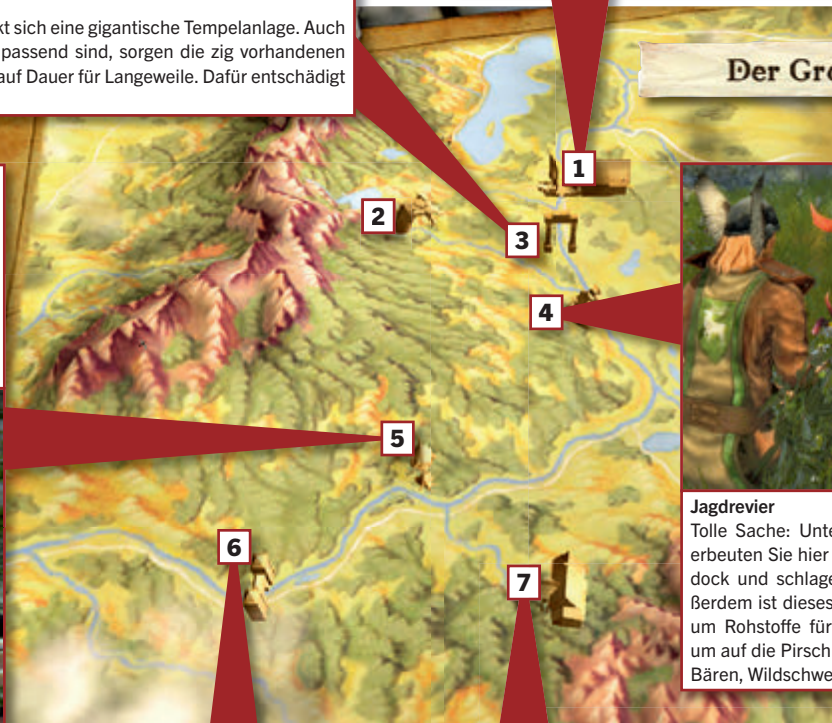 kt sich eine gigantische Tempelanlage. Auch
passend sind, sorgen die zig vorhandenen
auf Dauer für Langeweile. Dafür entschädigt
Der Gro
1
2
3
4
5
6
7
Jagdrevier
Tolle Sache: Unte
erbeuten Sie hier
dock und schlage
ßerdem ist dieses
um Rohstoffe für
um auf die Pirsch
Bären, Wildschwe